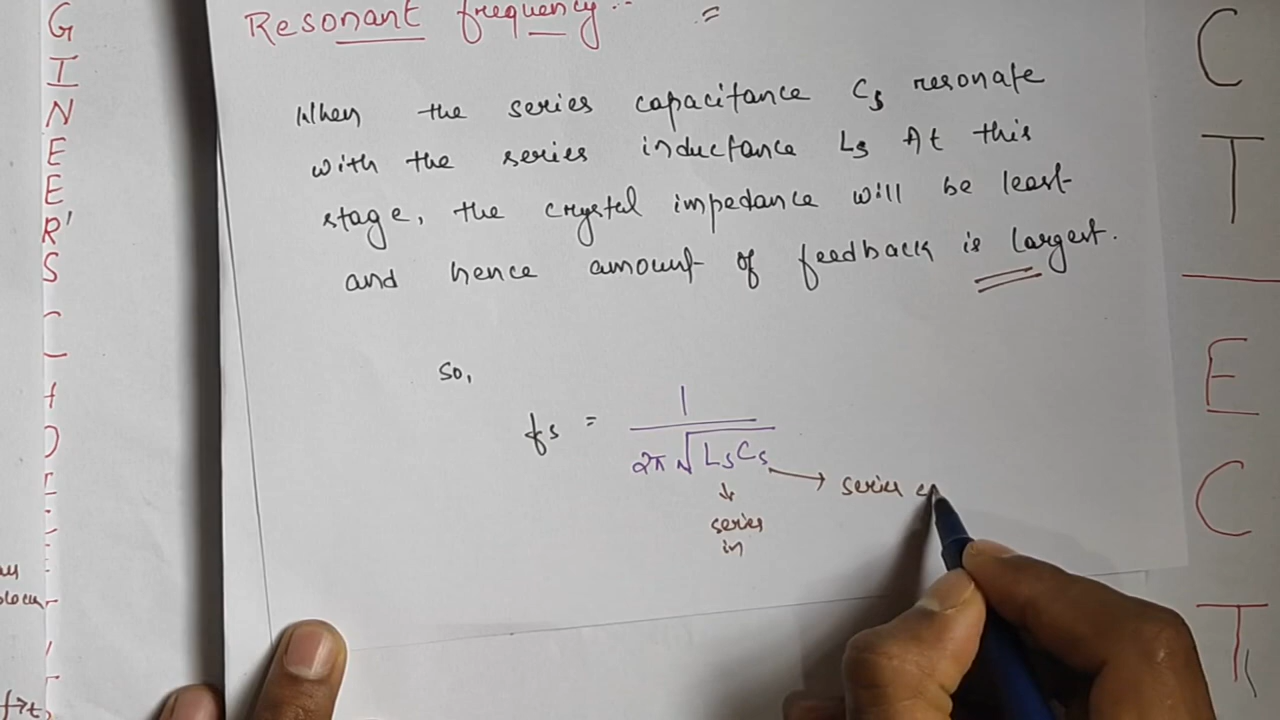 Resonant frequency:-
When the series capacitance Cs resonate
with the series inductance Ls At this
stage, the crystal impedance will be least
and hence amount of feedback is largest.
So,
fs = 1 / 2π√LsCs
→ series ca
↓
series
in
G
I
N
E
E
R'
S
C
T
E
C
T
f→t